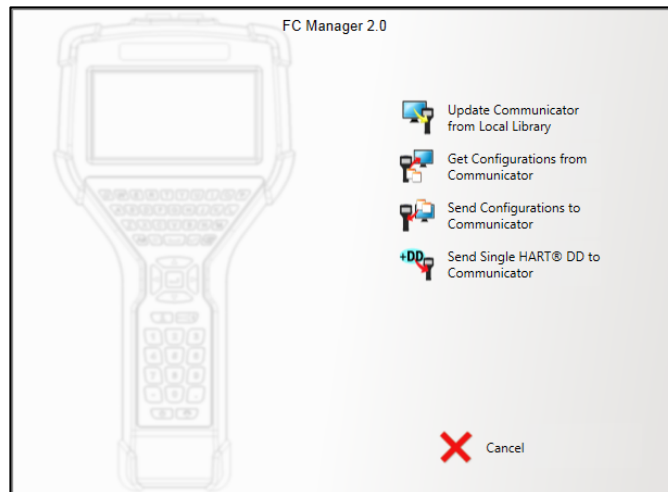 FC Manager 2.0
Update Communicator
from Local Library
Get Configurations from
Communicator
Send Configurations to
Communicator
+DD
Send Single HART® DD to
Communicator
Cancel